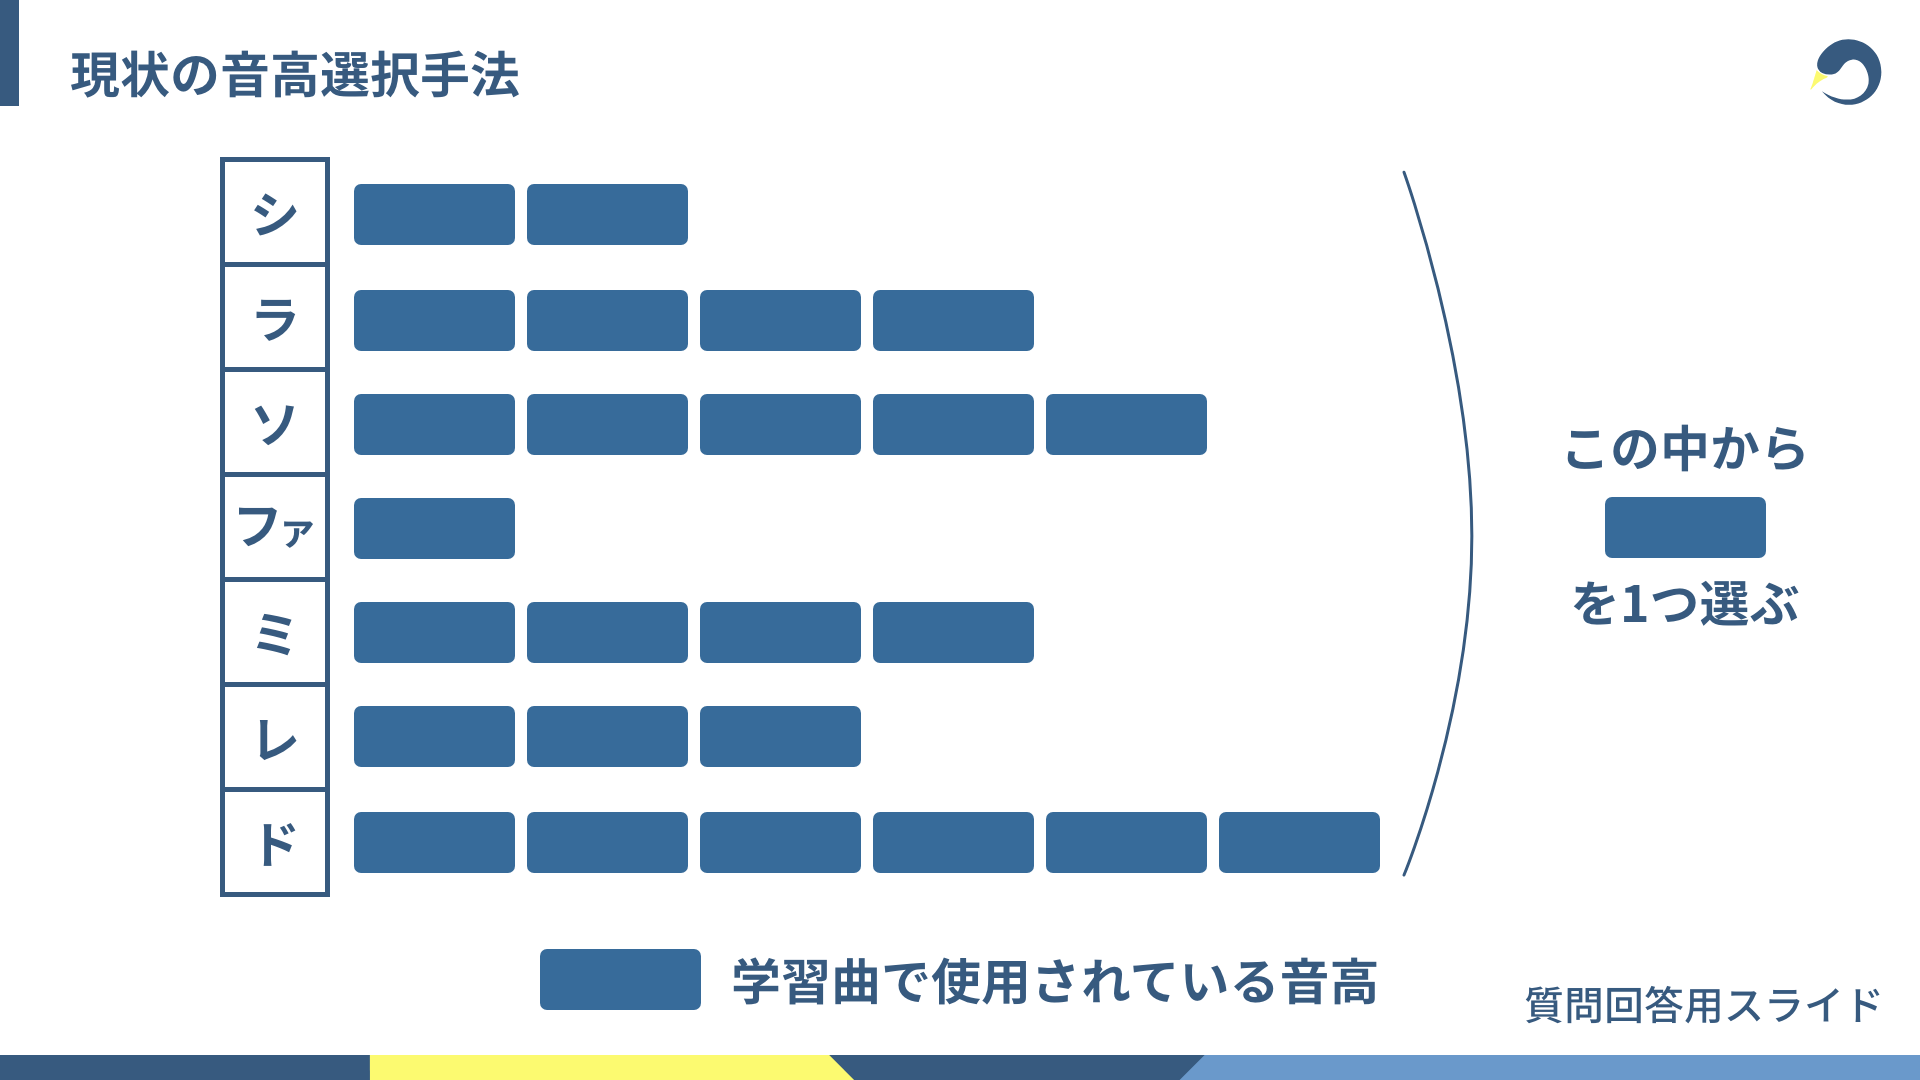 現状の音高選択手法
シ
ラ
ソ
ファ
ミ
レ
ド
この中から
を1つ選ぶ
学習曲で使用されている音高
質問回答用スライド